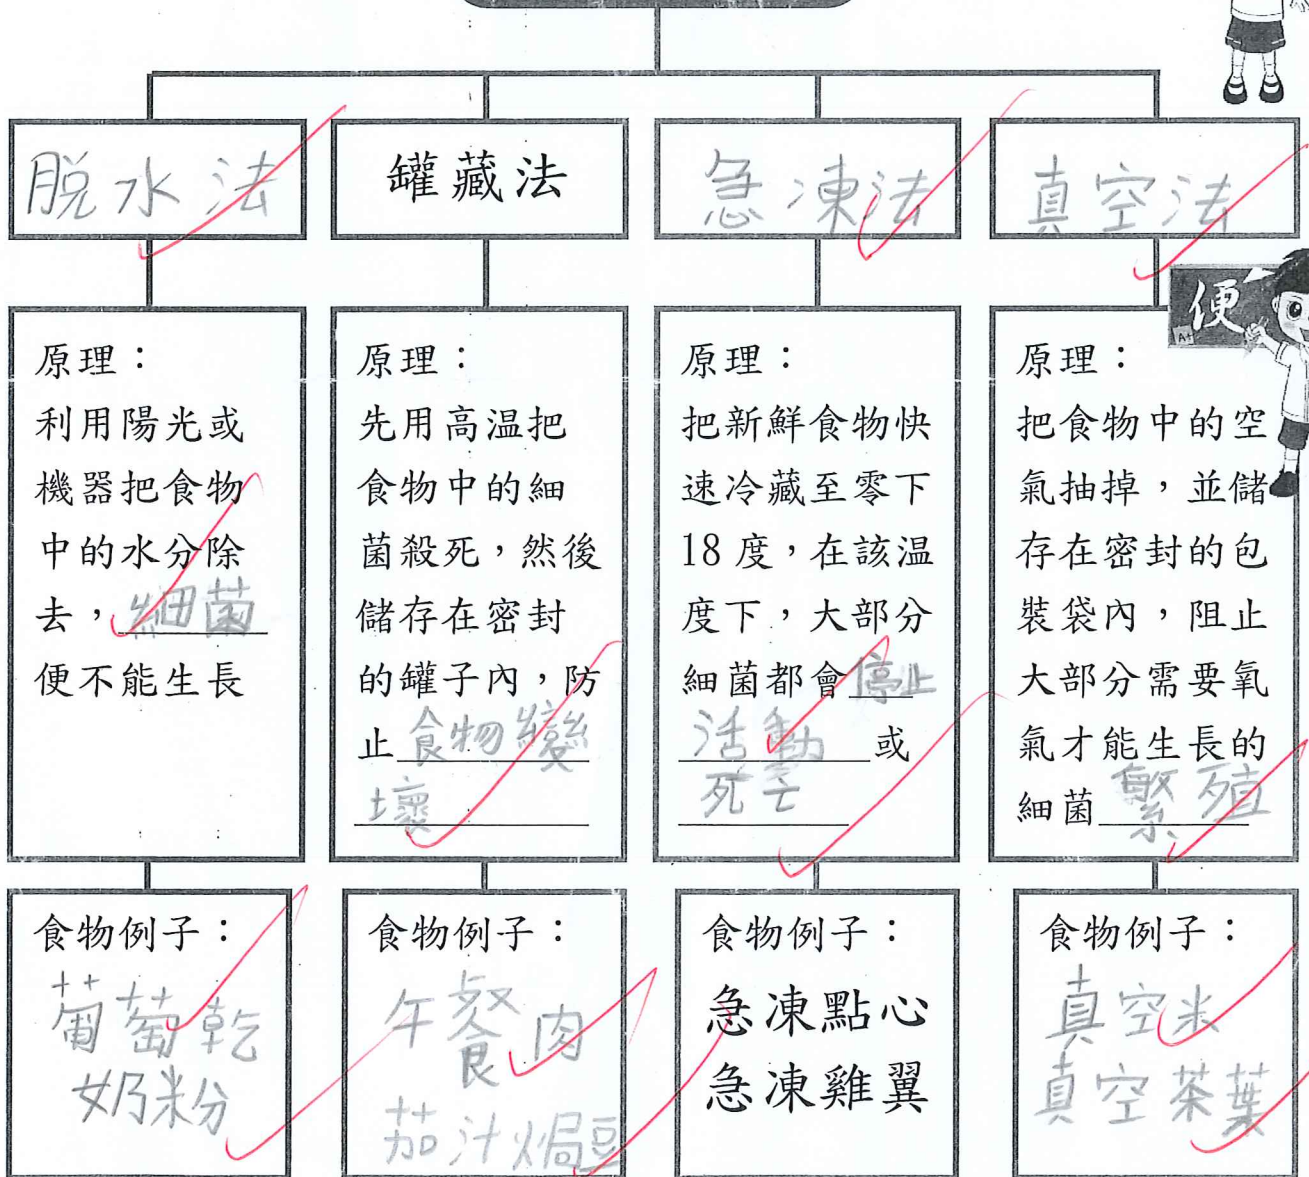 脱水法
罐藏法
急凍法
真空法
便
A+
原理：
利用陽光或
機器把食物
中的水分除
去，細菌
便不能生長
原理：
先用高溫把
食物中的細
菌殺死，然後
儲存在密封
的罐子內，防
止食物變
壞
原理：
把新鮮食物快
速冷藏至零下
18 度，在該溫
度下，大部分
細菌都會停止
活動 或
死亡
原理：
把食物中的空
氣抽掉，並儲
存在密封的包
裝袋內，阻止
大部分需要氧
氣才能生長的
細菌繁殖
食物例子：
葡萄乾
奶粉
食物例子：
午餐肉
茄汁焗豆
食物例子：
急凍點心
急凍雞翼
食物例子：
真空米
真空茶葉